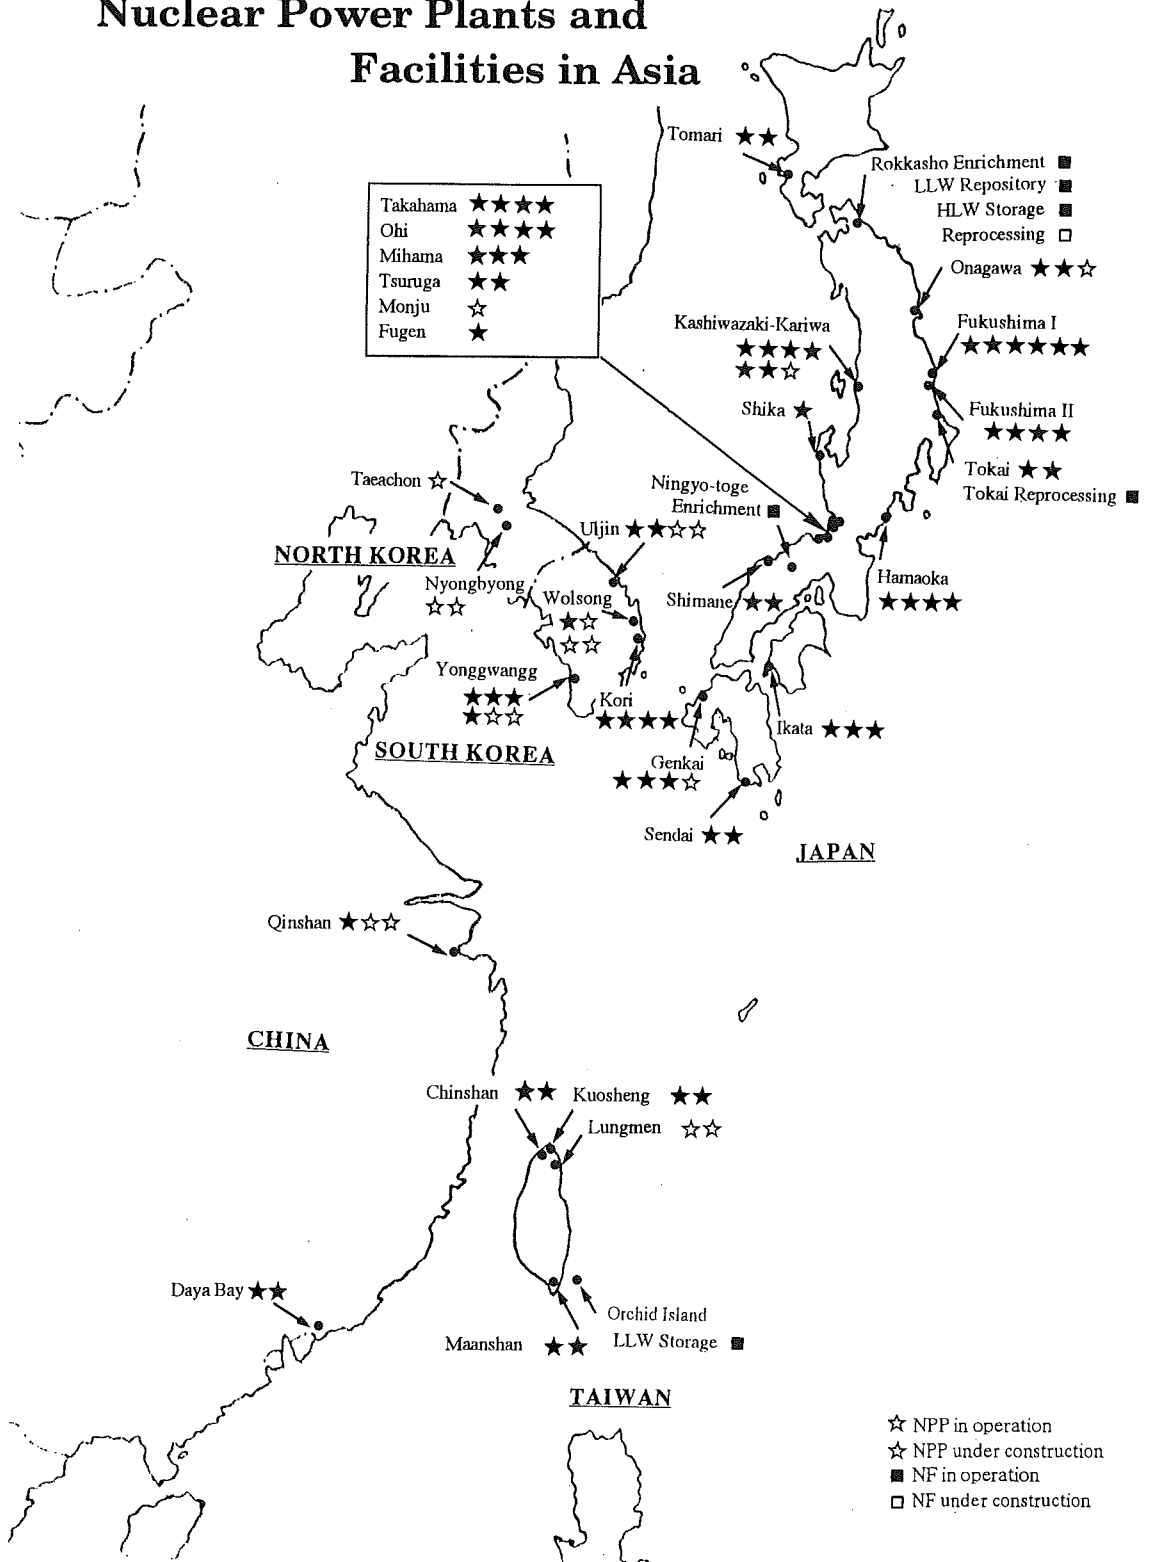 Nuclear Power Plants and
Facilities in Asia
Tomari ★★
Rokkasho Enrichment ■
LLW Repository ■
HLW Storage ■
Reprocessing □
Takahama ★★★★
Ohi ★★★★
Mihama ★★★
Tsuruga ★★
Monju ☆
Fugen ★
Onagawa ★★☆
Kashiwazaki-Kariwa
★★★★
★★☆
Fukushima I
★★★★★★
Shika ★
Fukushima II
★★★★
Tokai ★★
Tokai Reprocessing ■
Taeachon ☆
Ningyo-toge
Enrichment ■
Uljin ★★☆☆
NORTH KOREA
Nyongbyong
☆☆
Wolsong
★☆
☆☆
Shimane ★★
Hamaoka
★★★★
Yonggwangg
★★★
★☆☆
Kori
★★★★
Ikata ★★★
SOUTH KOREA
Genkai
★★★☆
Sendai ★★
JAPAN
Qinshan ★☆☆
CHINA
Chinshan ★★
Kuosheng ★★
Lungmen ☆☆
Daya Bay ★★
Orchid Island
LLW Storage ■
Maanshan ★★
TAIWAN
☆ NPP in operation
☆ NPP under construction
■ NF in operation
□ NF under construction